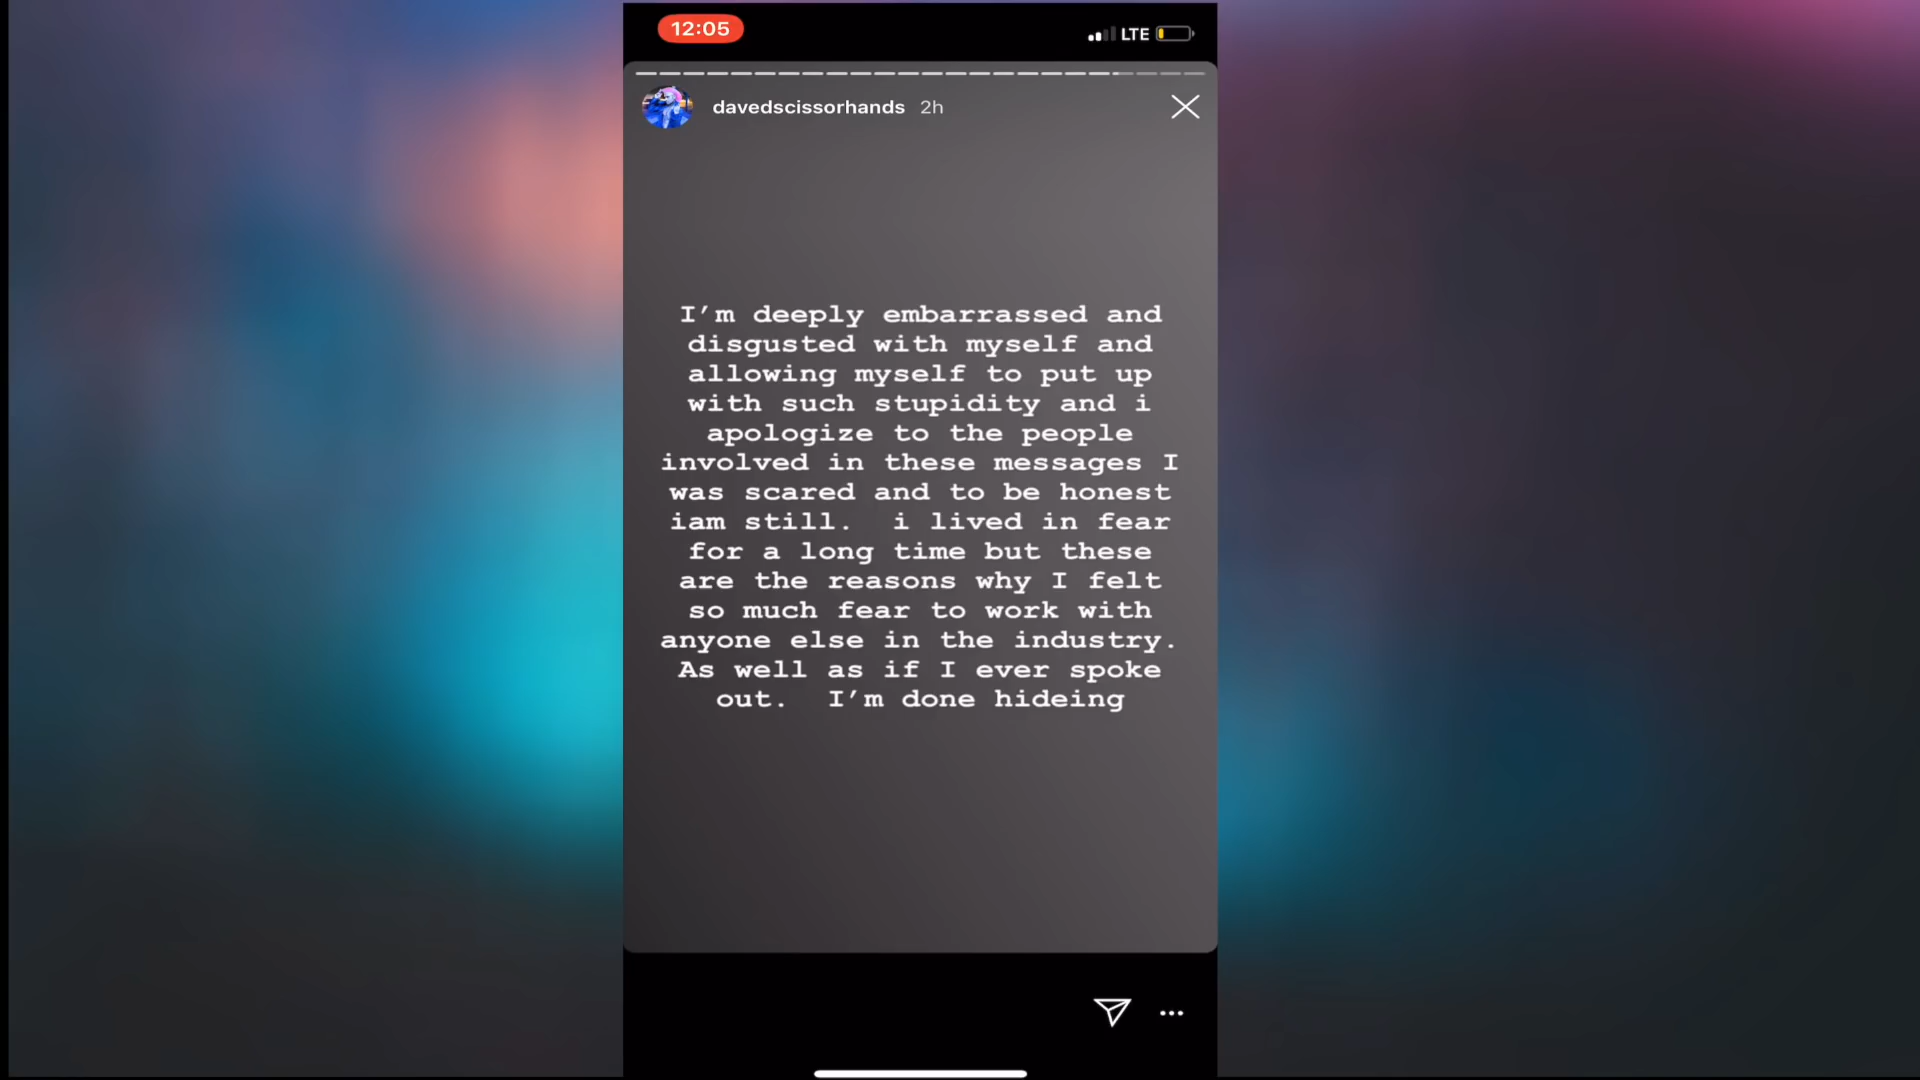 12:05
LTE
davedscissorhands 2h
I'm deeply embarrassed and
disgusted with myself and
allowing myself to put up
with such stupidity and i
apologize to the people
involved in these messages I
was scared and to be honest
iam still. i lived in fear
for a long time but these
are the reasons why I felt
so much fear to work with
anyone else in the industry.
As well as if I ever spoke
out. I'm done hideing